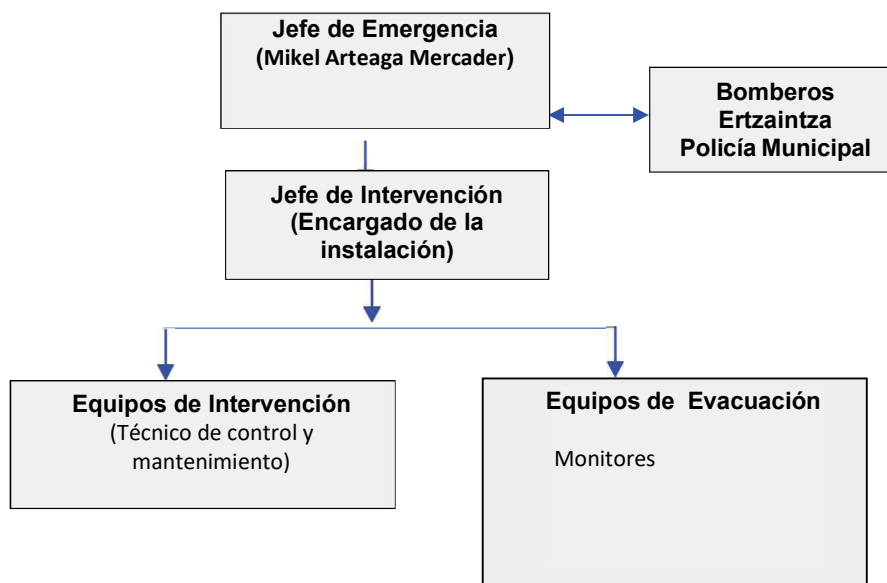 Jefe de Emergencia
(Mikel Arteaga Mercader)
Bomberos
Ertzaintza
Policía Municipal
Jefe de Intervención
(Encargado de la
instalación)
Equipos de Intervención
(Técnico de control y
mantenimiento)
Equipos de Evacuación
Monitores